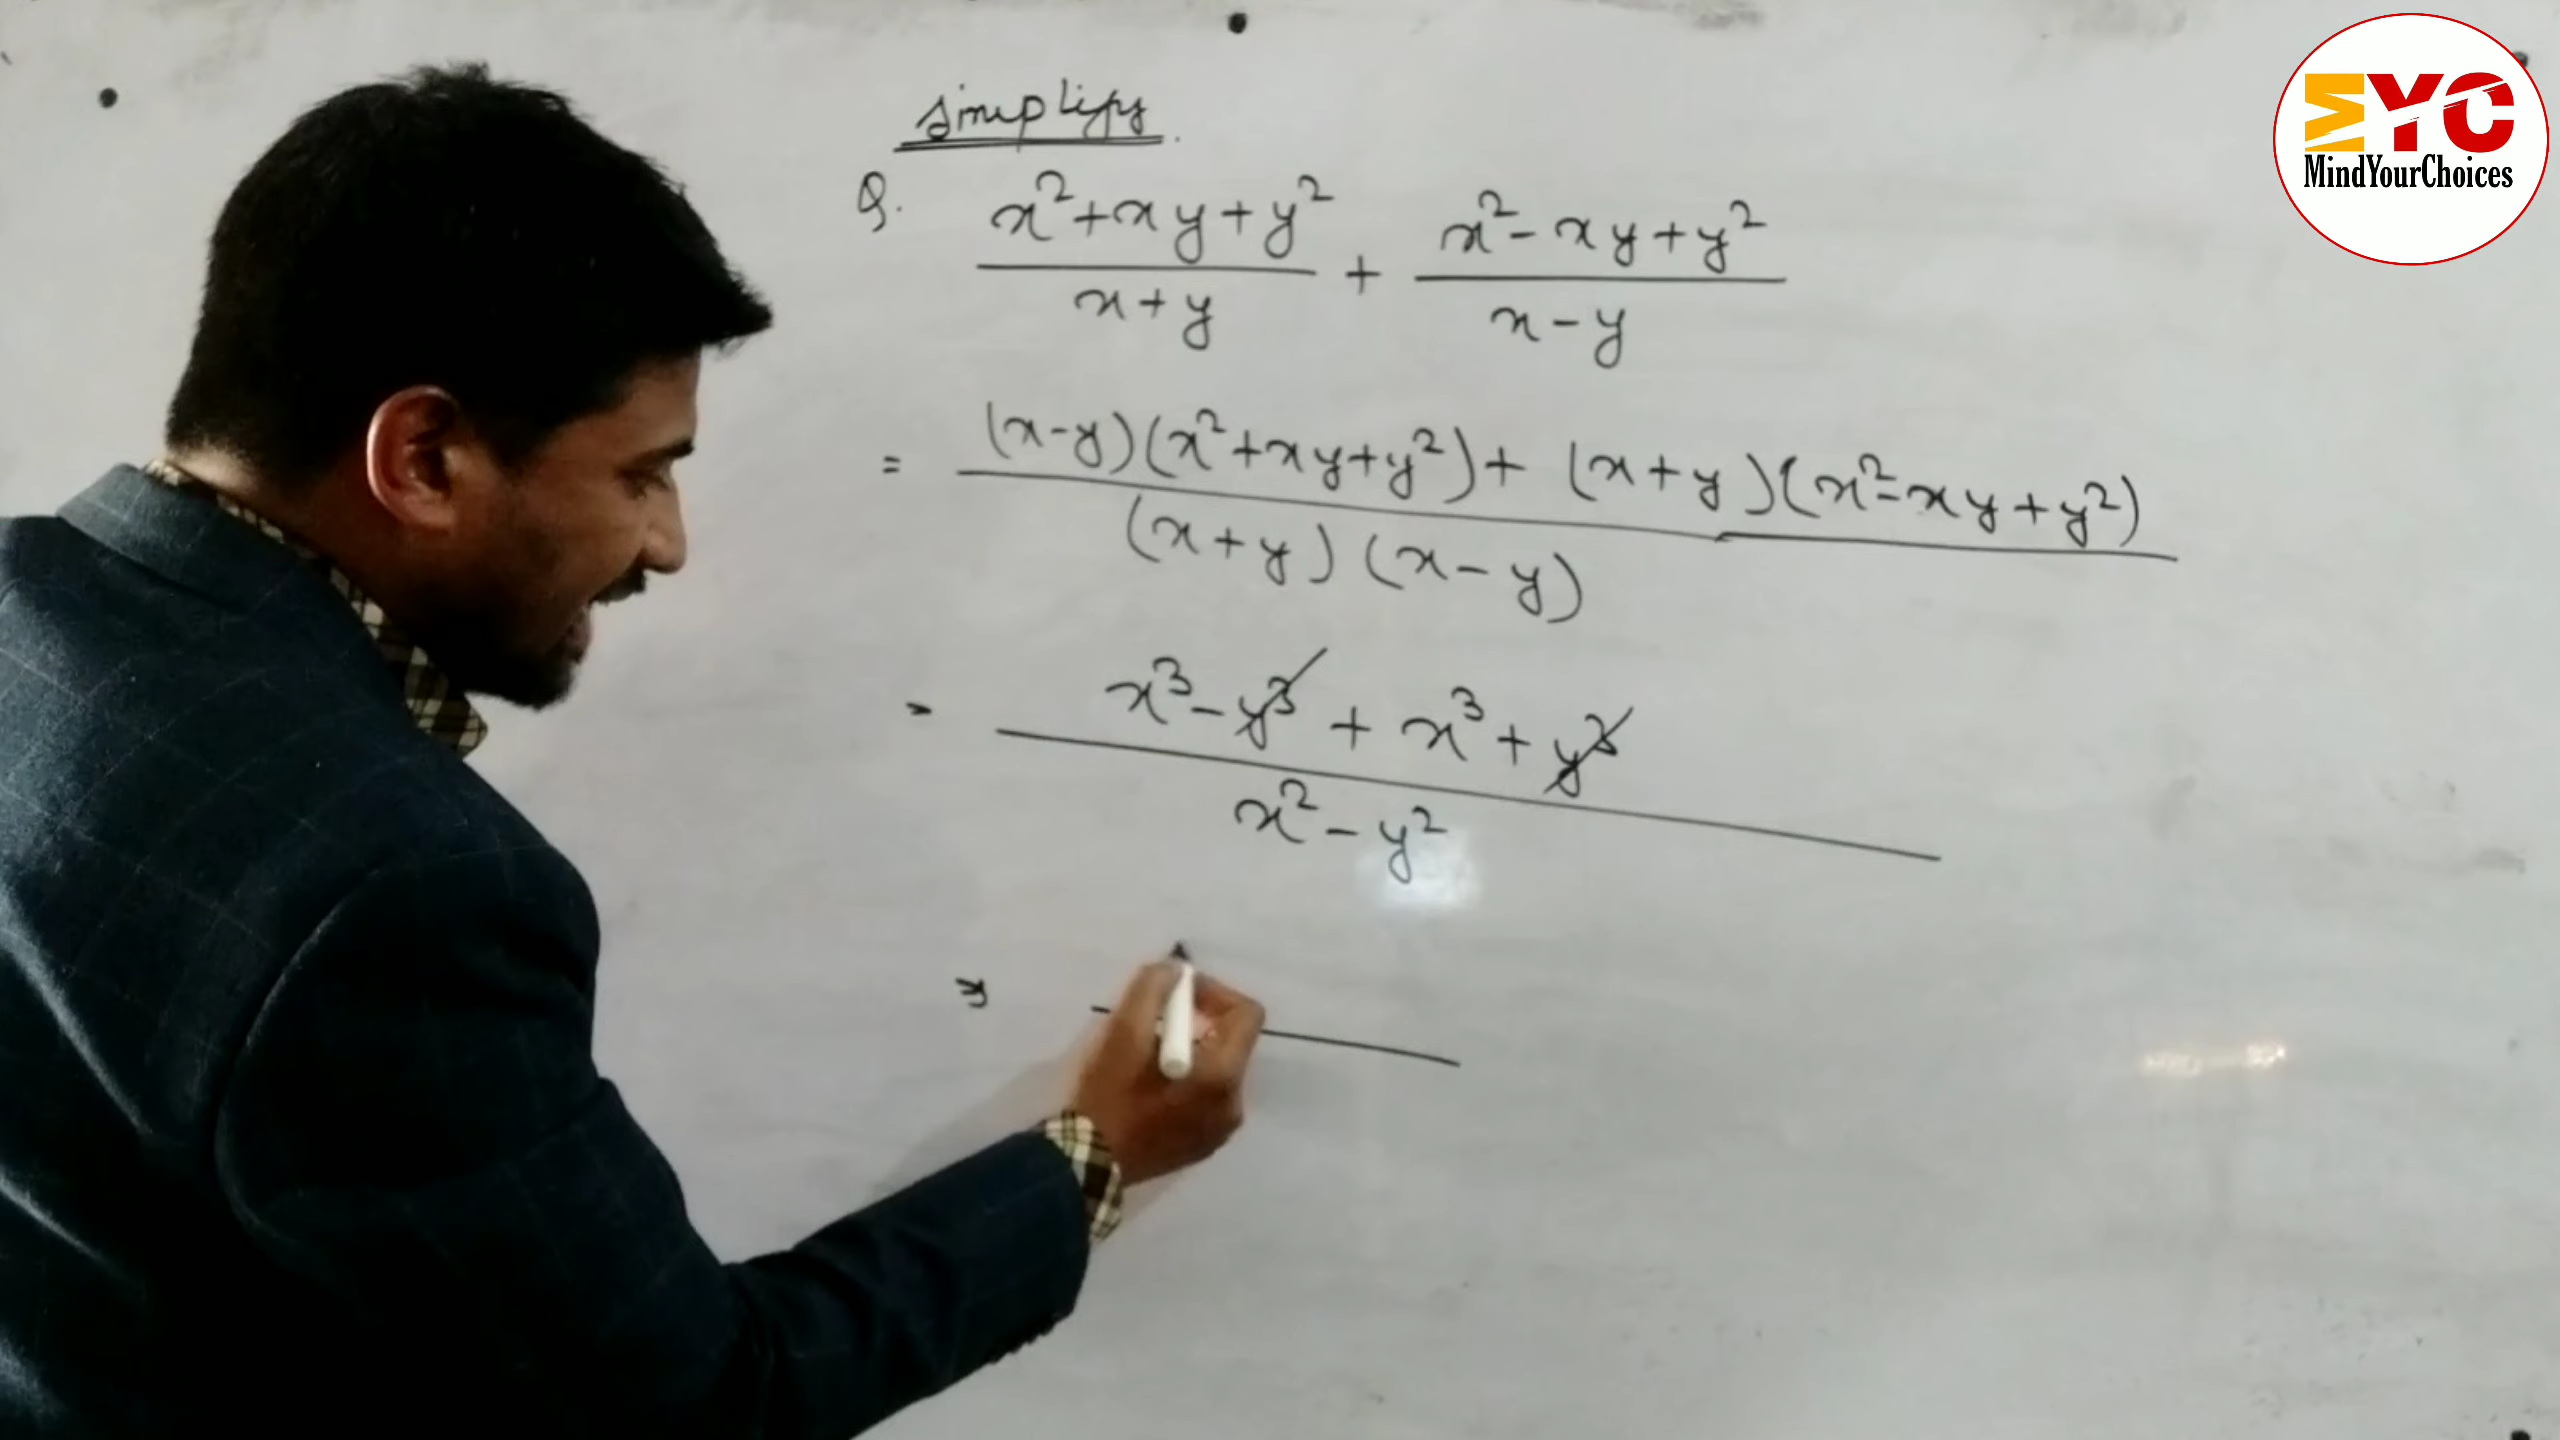 MYC
MindYourChoices
Simplify
Q. x²+xy+y² / x+y + x²-xy+y² / x-y
= (x-y)(x²+xy+y²)+(x+y)(x²-xy+y²) / (x+y)(x-y)
= x³-y³+x³+y³ / x²-y²
=